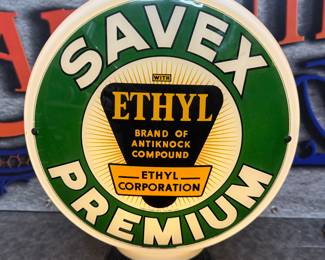 SAVEX
WITH
ETHYL
BRAND OF
ANTIKNOCK
COMPOUND
ETHYL
CORPORATION
PREMIUM